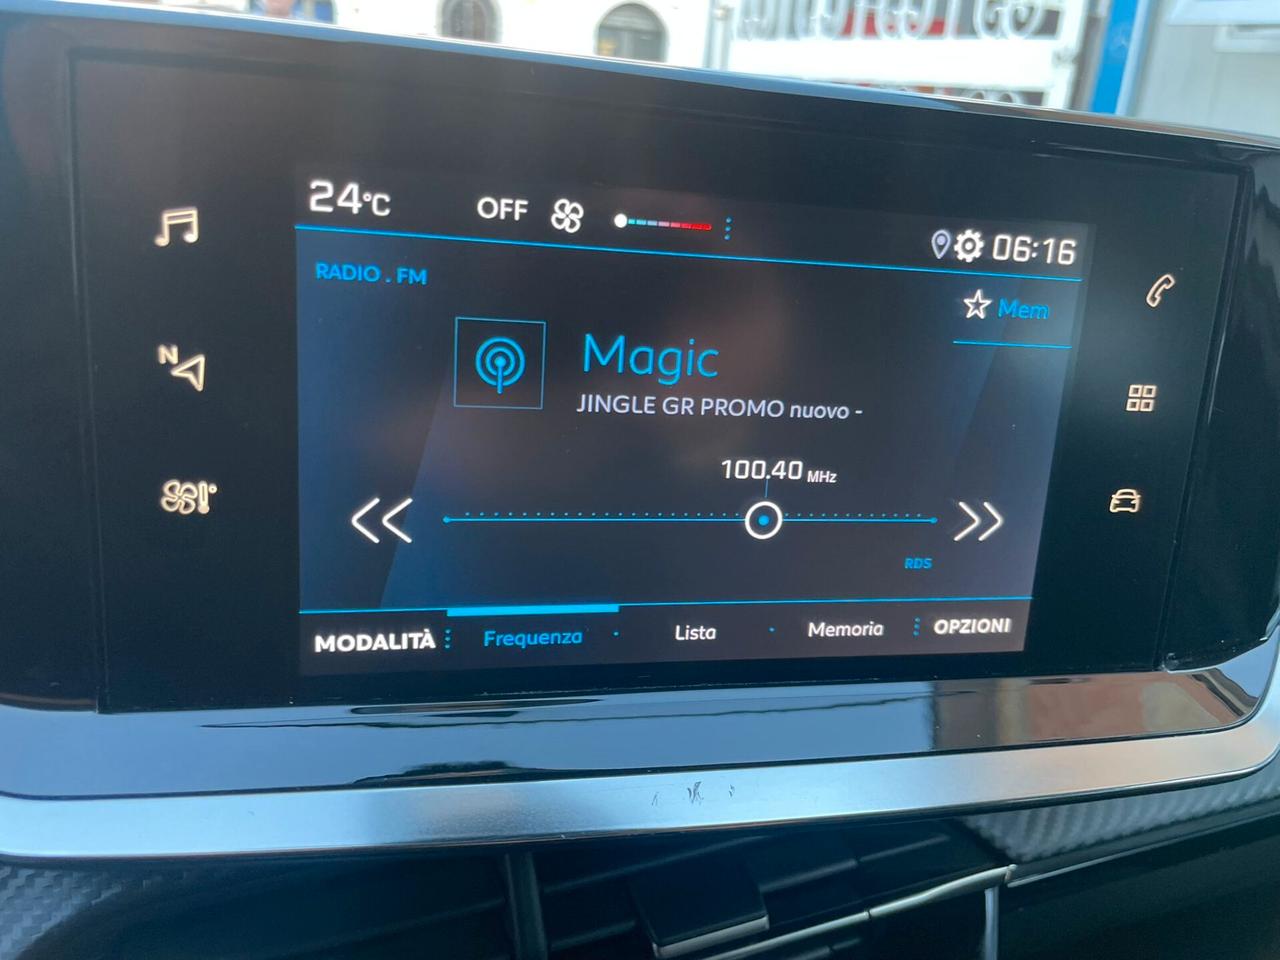 24°C OFF 06:16
RADIO . FM
Mem
Magic
JINGLE GR PROMO nuovo -
100.40 MHz
RDS
MODALITÀ Frequenza Lista Memoria OPZIONI
N